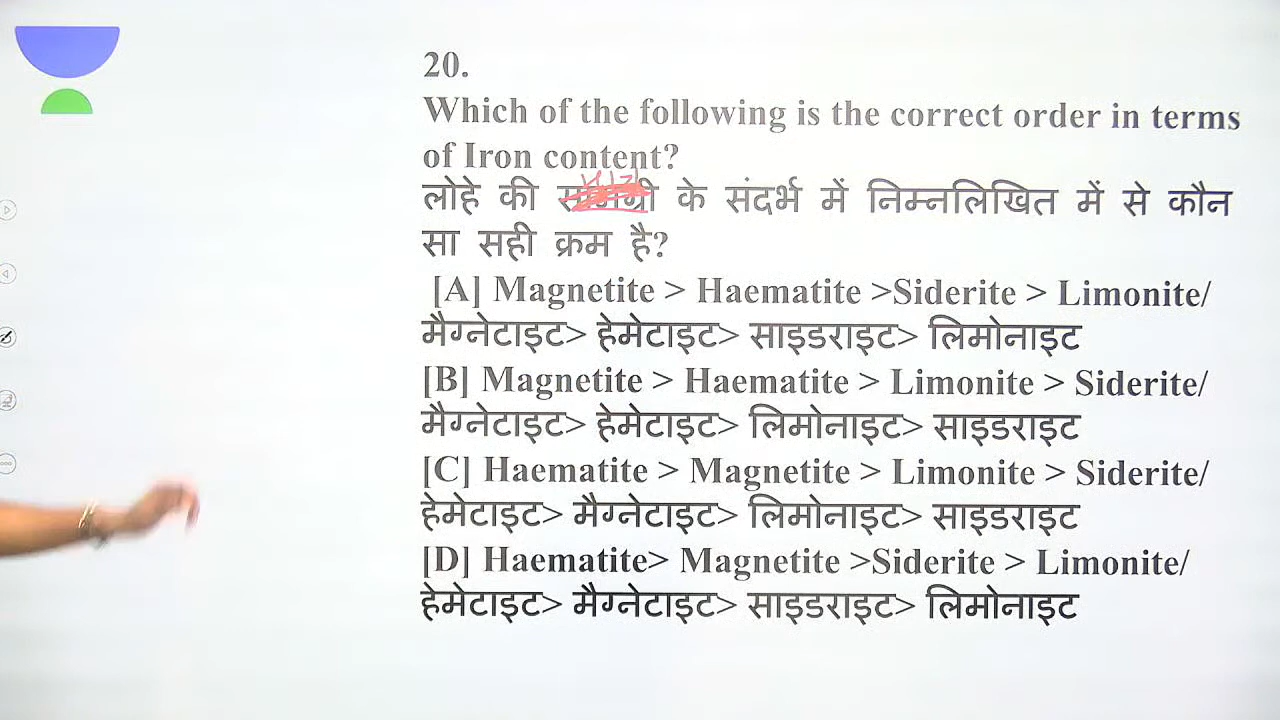 20.
Which of the following is the correct order in terms
of Iron content?
लोहे की सामग्री के संदर्भ में निम्नलिखित में से कौन
सा सही क्रम है?
[A] Magnetite > Haematite >Siderite > Limonite/
मैग्नेटाइट> हेमेटाइट> साइडराइट> लिमोनाइट
[B] Magnetite > Haematite > Limonite > Siderite/
मैग्नेटाइट> हेमेटाइट> लिमोनाइट> साइडराइट
[C] Haematite > Magnetite > Limonite > Siderite/
हेमेटाइट> मैग्नेटाइट> लिमोनाइट> साइडराइट
[D] Haematite> Magnetite >Siderite > Limonite/
हेमेटाइट> मैग्नेटाइट> साइडराइट> लिमोनाइट